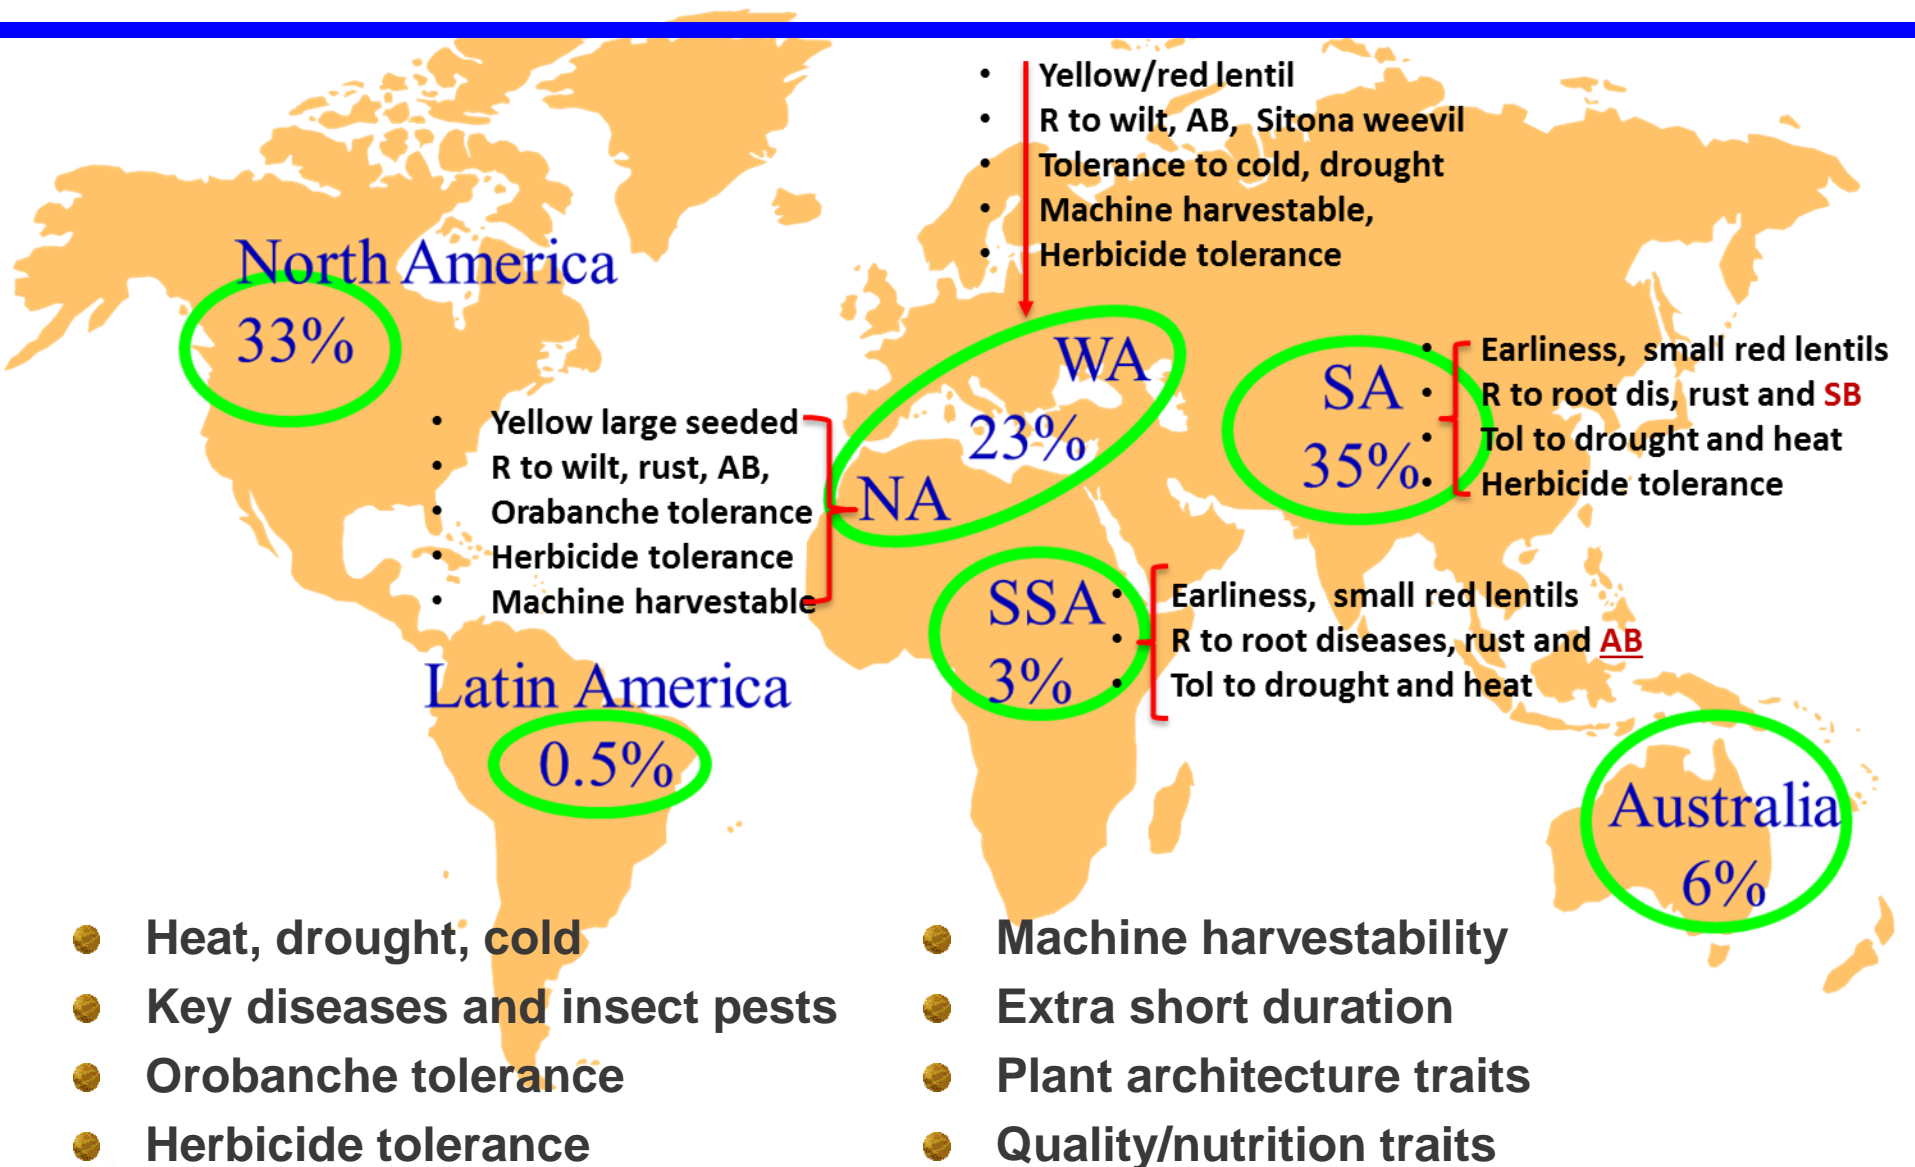 • Yellow/red lentil
• R to wilt, AB, Sitona weevil
• Tolerance to cold, drought
• Machine harvestable,
• Herbicide tolerance
North America
33%
WA
23%
NA
SA
35%
• Earliness, small red lentils
• R to root dis, rust and SB
• Tol to drought and heat
• Herbicide tolerance
• Yellow large seeded
• R to wilt, rust, AB,
• Orabanche tolerance
• Herbicide tolerance
• Machine harvestable
SSA
3%
• Earliness, small red lentils
• R to root diseases, rust and AB
• Tol to drought and heat
Latin America
0.5%
Australia
6%
Heat, drought, cold
Key diseases and insect pests
Orobanche tolerance
Herbicide tolerance
Machine harvestability
Extra short duration
Plant architecture traits
Quality/nutrition traits